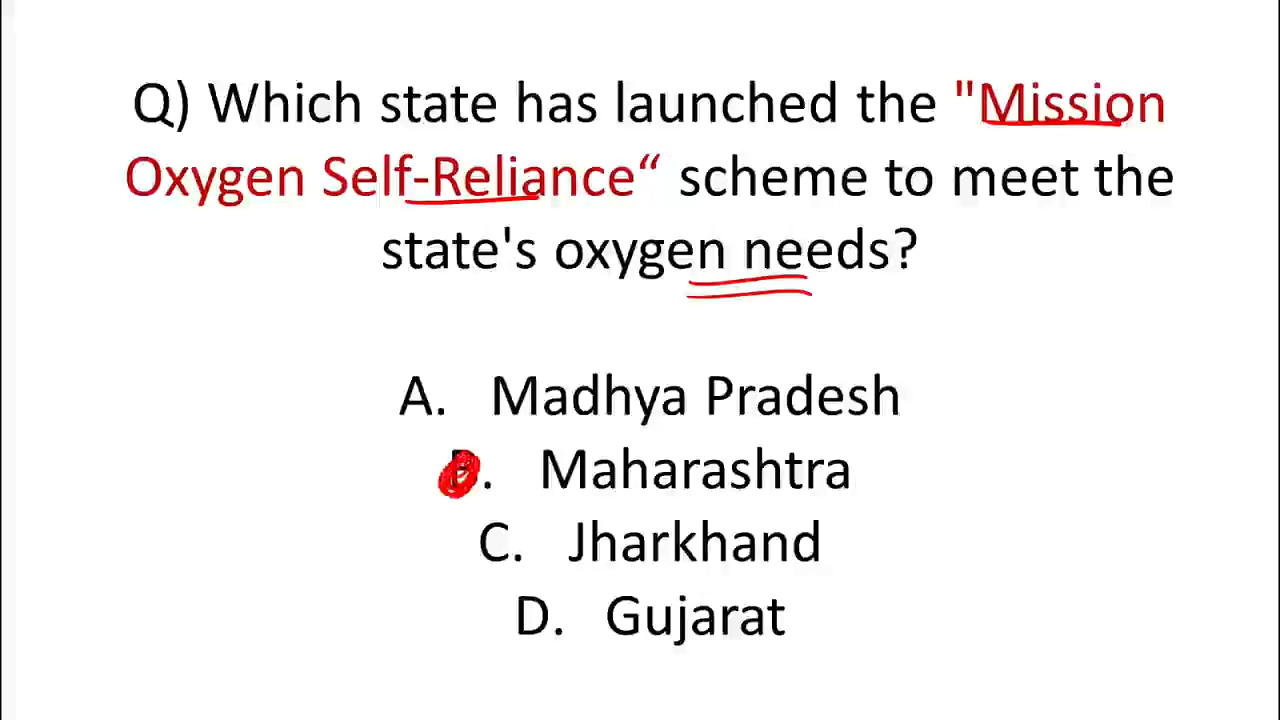 Q) Which state has launched the "Mission
Oxygen Self-Reliance“ scheme to meet the
state's oxygen needs?
A. Madhya Pradesh
B. Maharashtra
C. Jharkhand
D. Gujarat